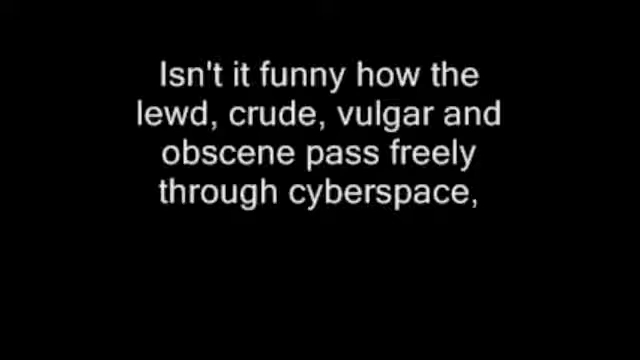 Isn't it funny how the
lewd, crude, vulgar and
obscene pass freely
through cyberspace,